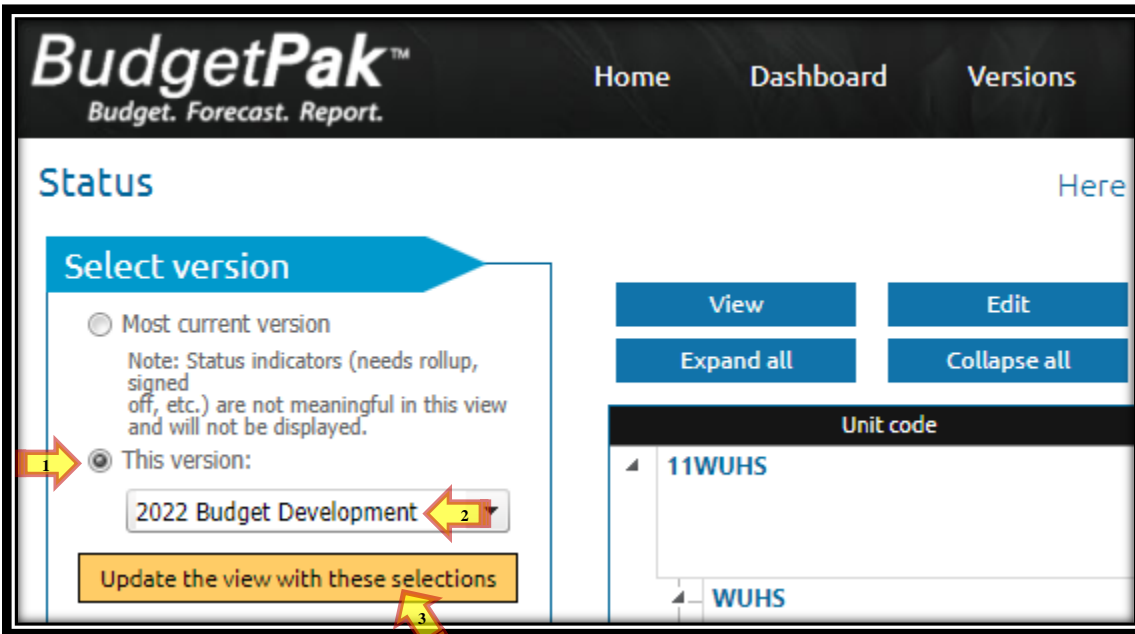 BudgetPak™
Budget. Forecast. Report.
Home Dashboard Versions
Status
Here
Select version
Most current version
Note: Status indicators (needs rollup,
signed
off, etc.) are not meaningful in this view
and will not be displayed.
1
This version:
2022 Budget Development
2
Update the view with these selections
3
View Edit
Expand all Collapse all
Unit code
11WUHS
WUHS